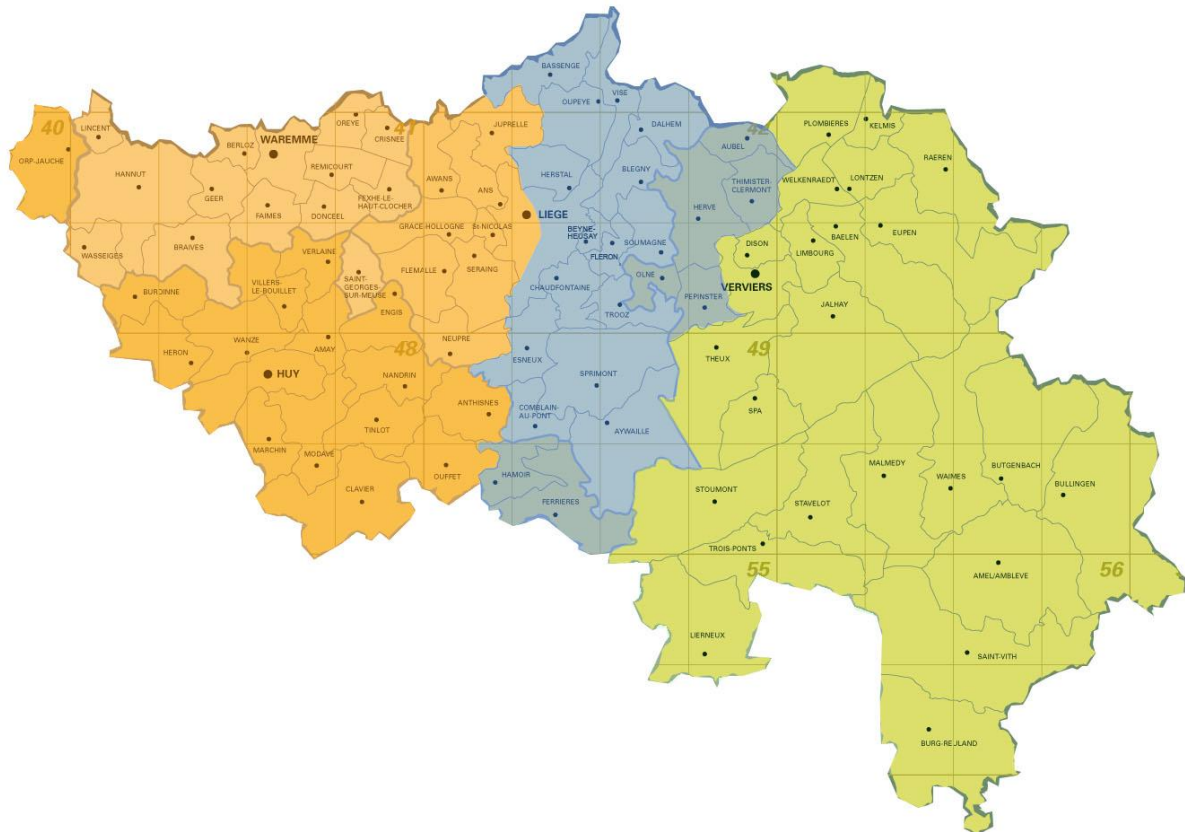 BASSENGE
OUPEYE
VISE
40
LINCENT
OREYE
41
CRISNEE
JUPRELLE
DALHEM
42
PLOMBIERES
KELMIS
ORP-JAUCHE
BERLOZ
WAREMME
AUBEL
RAEREN
HANNUT
REMICOURT
AWANS
ANS
HERSTAL
BLEGNY
THIMISTER-
CLERMONT
WELKENRAEDT
LONTZEN
GEER
FAIMES
DONCEEL
FEXHE-LE-
HAUT-CLOCHER
LIEGE
HERVE
WASSEIGES
BRAIVES
VERLAINE
GRACE-HOLLOGNE
St-NICOLAS
BEYNE-
HEUSAY
FLERON
SOUMAGNE
DISON
LIMBOURG
BAELEN
EUPEN
BURDINNE
VILLERS-
LE-BOUILLET
SAINT-
GEORGES-
SUR-MEUSE
FLEMALLE
SERAING
CHAUDFONTAINE
OLNE
VERVIERS
ENGIS
TROOZ
PEPINSTER
JALHAY
HERON
WANZE
AMAY
48
NEUPRE
ESNEUX
THEUX
49
HUY
NANDRIN
SPRIMONT
SPA
TINLOT
ANTHISNES
COMBLAIN-
AU-PONT
AYWAILLE
MARCHIN
MODAVE
OUFFET
HAMOIR
MALMEDY
WAIMES
BUTGENBACH
BULLINGEN
CLAVIER
FERRIERES
STOUMONT
STAVELOT
TROIS-PONTS
55
AMEL/AMBLEVE
56
LIERNEUX
SAINT-VITH
BURG-REULAND